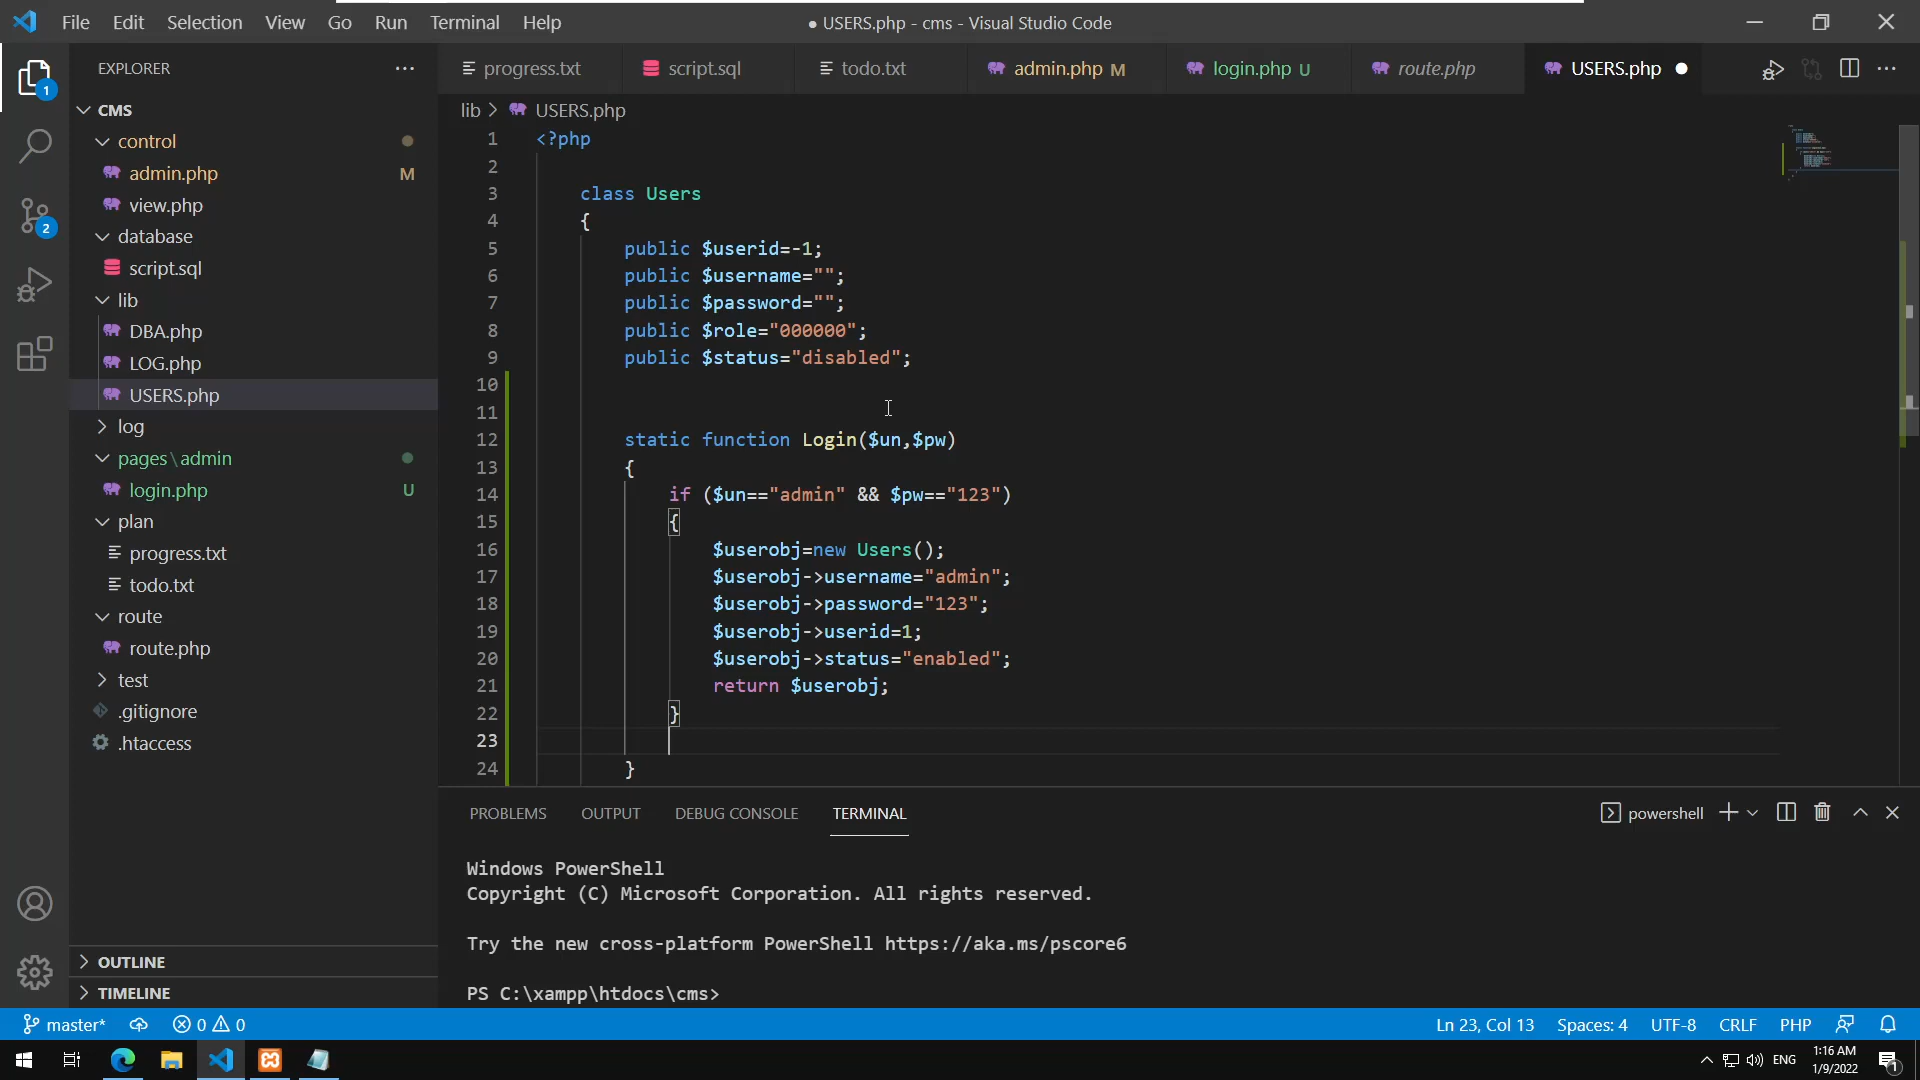 File Edit Selection View Go Run Terminal Help
● USERS.php - cms - Visual Studio Code
EXPLORER
progress.txt script.sql todo.txt admin.php M login.php U route.php USERS.php
CMS
control
admin.php M
view.php
database
script.sql
lib
DBA.php
LOG.php
USERS.php
log
pages\admin
login.php U
plan
progress.txt
todo.txt
route
route.php
test
.gitignore
.htaccess
OUTLINE
TIMELINE
1
2
lib > USERS.php
1 <?php
2
3 class Users
4 {
5 public $userid=-1;
6 public $username="";
7 public $password="";
8 public $role="000000";
9 public $status="disabled";
10
11
12 static function Login($un,$pw)
13 {
14 if ($un=="admin" && $pw=="123")
15 {
16 $userobj=new Users();
17 $userobj->username="admin";
18 $userobj->password="123";
19 $userobj->userid=1;
20 $userobj->status="enabled";
21 return $userobj;
22 }
23
24 }
PROBLEMS OUTPUT DEBUG CONSOLE TERMINAL
powershell
Windows PowerShell
Copyright (C) Microsoft Corporation. All rights reserved.
Try the new cross-platform PowerShell https://aka.ms/pscore6
PS C:\xampp\htdocs\cms>
master* 0 0
Ln 23, Col 13 Spaces: 4 UTF-8 CRLF PHP
ENG
1:16 AM
1/9/2022
1